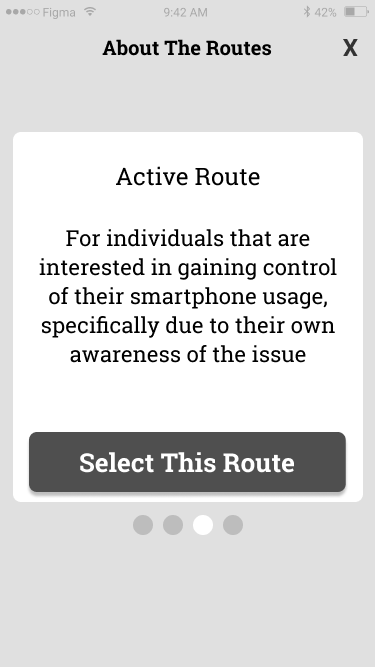 Figma 9:42 AM 42%
About The Routes X
Active Route
For individuals that are
interested in gaining control
of their smartphone usage,
specifically due to their own
awareness of the issue
Select This Route